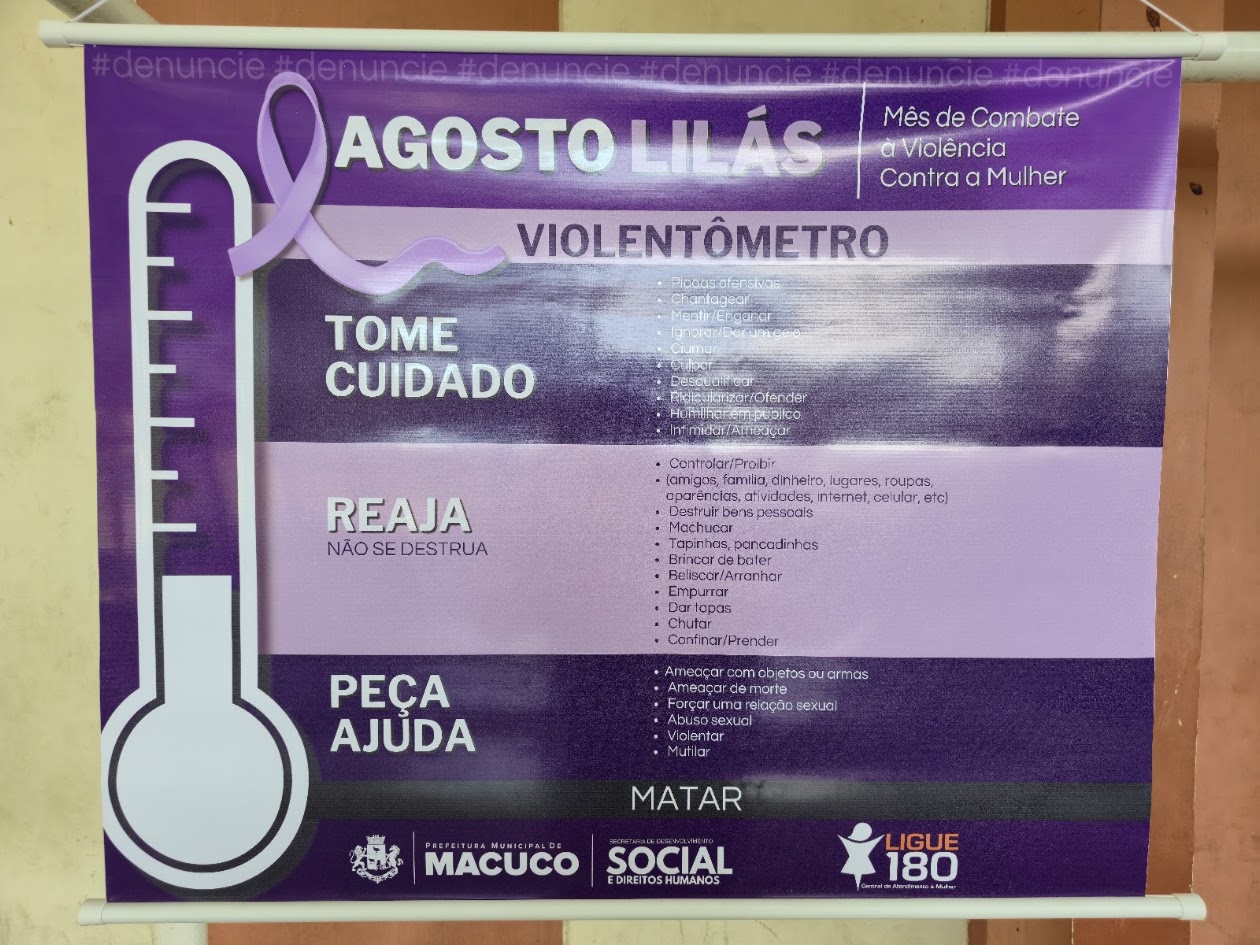 #denuncie #denuncie #denuncie #denuncie #denuncie #denuncie
AGOSTO LILÁS
Mês de Combate
à Violência
Contra a Mulher
VIOLENTÔMETRO
TOME
CUIDADO
• Piadas ofensivas
• Chantagear
• Mentir/Enganar
• Ignorar/Dar um gelo
• Ciumar
• Culpar
• Desqualificar
• Ridicularizar/Ofender
• Humilhar em público
• Intimidar/Ameaçar
REAJA
NÃO SE DESTRUA
• Controlar/Proibir
• (amigos, família, dinheiro, lugares, roupas,
aparências, atividades, internet, celular, etc)
• Destruir bens pessoais
• Machucar
• Tapinhas, pancadinhas
• Brincar de bater
• Beliscar/Arranhar
• Empurrar
• Dar tapas
• Chutar
• Confinar/Prender
PEÇA
AJUDA
• Ameaçar com objetos ou armas
• Ameaçar de morte
• Forçar uma relação sexual
• Abuso sexual
• Violentar
• Mutilar
MATAR
PREFEITURA MUNICIPAL DE
MACUCO
SECRETARIA DE DESENVOLVIMENTO
SOCIAL
E DIREITOS HUMANOS
LIGUE
180
Central de Atendimento à Mulher